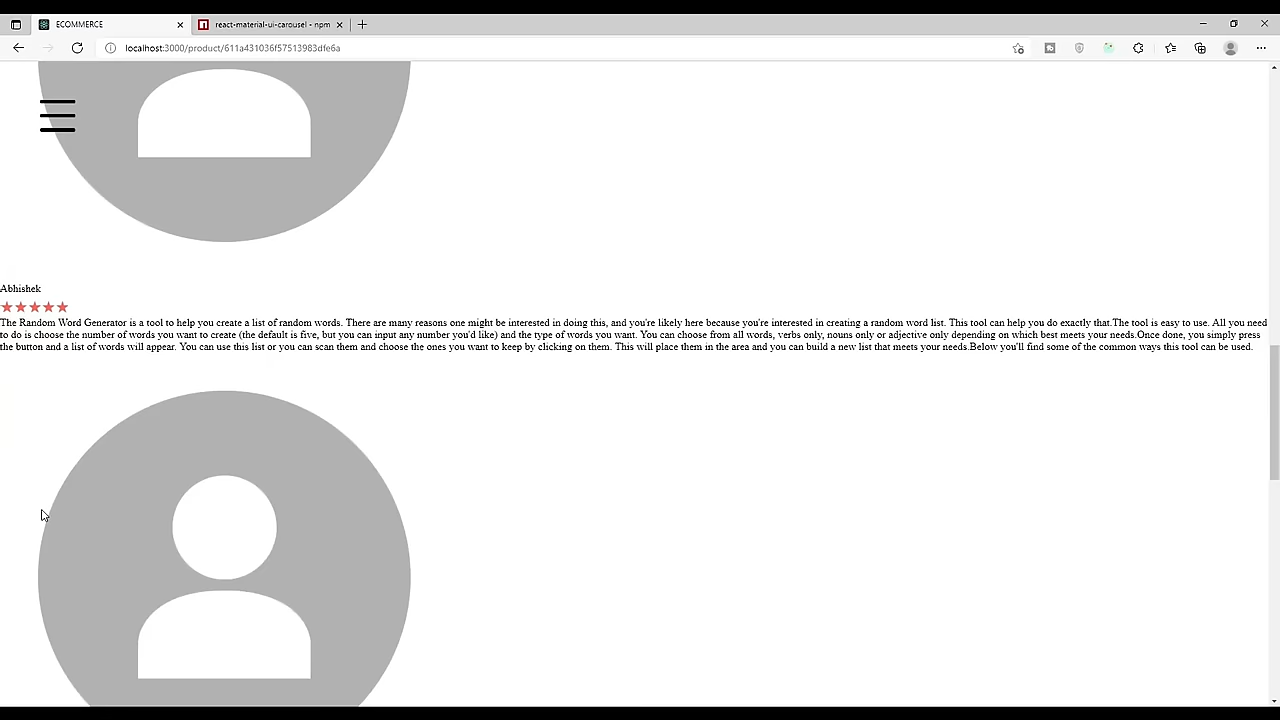 ECOMMERCE
react-material-ui-carousel - npm
localhost:3000/product/611a431036f57513983dfe6a
Abhishek
The Random Word Generator is a tool to help you create a list of random words. There are many reasons one might be interested in doing this, and you're likely here because you're interested in creating a random word list. This tool can help you do exactly that.The tool is easy to use. All you need
to do is choose the number of words you want to create (the default is five, but you can input any number you'd like) and the type of words you want. You can choose from all words, verbs only, nouns only or adjective only depending on which best meets your needs.Once done, you simply press
the button and a list of words will appear. You can use this list or you can scan them and choose the ones you want to keep by clicking on them. This will place them in the area and you can build a new list that meets your needs.Below you'll find some of the common ways this tool can be used.